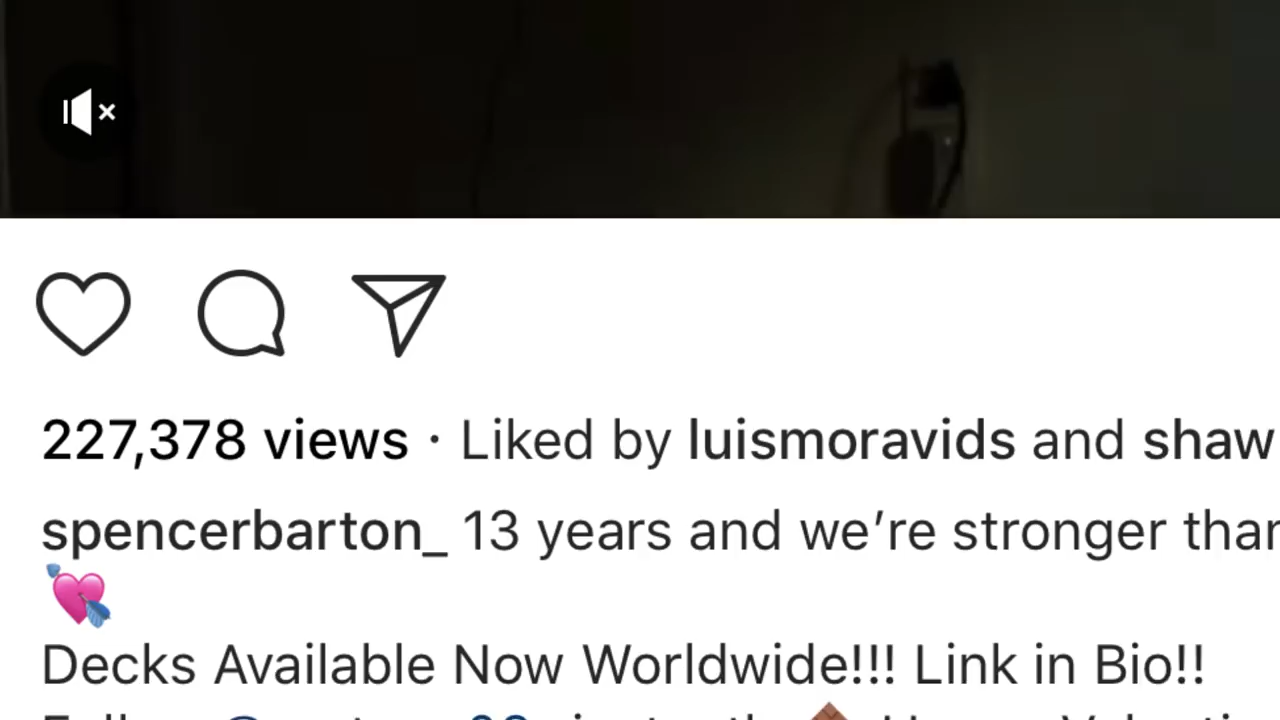 227,378 views · Liked by luismoravids and shaw
spencerbarton_ 13 years and we’re stronger than
💘
Decks Available Now Worldwide!!! Link in Bio!!